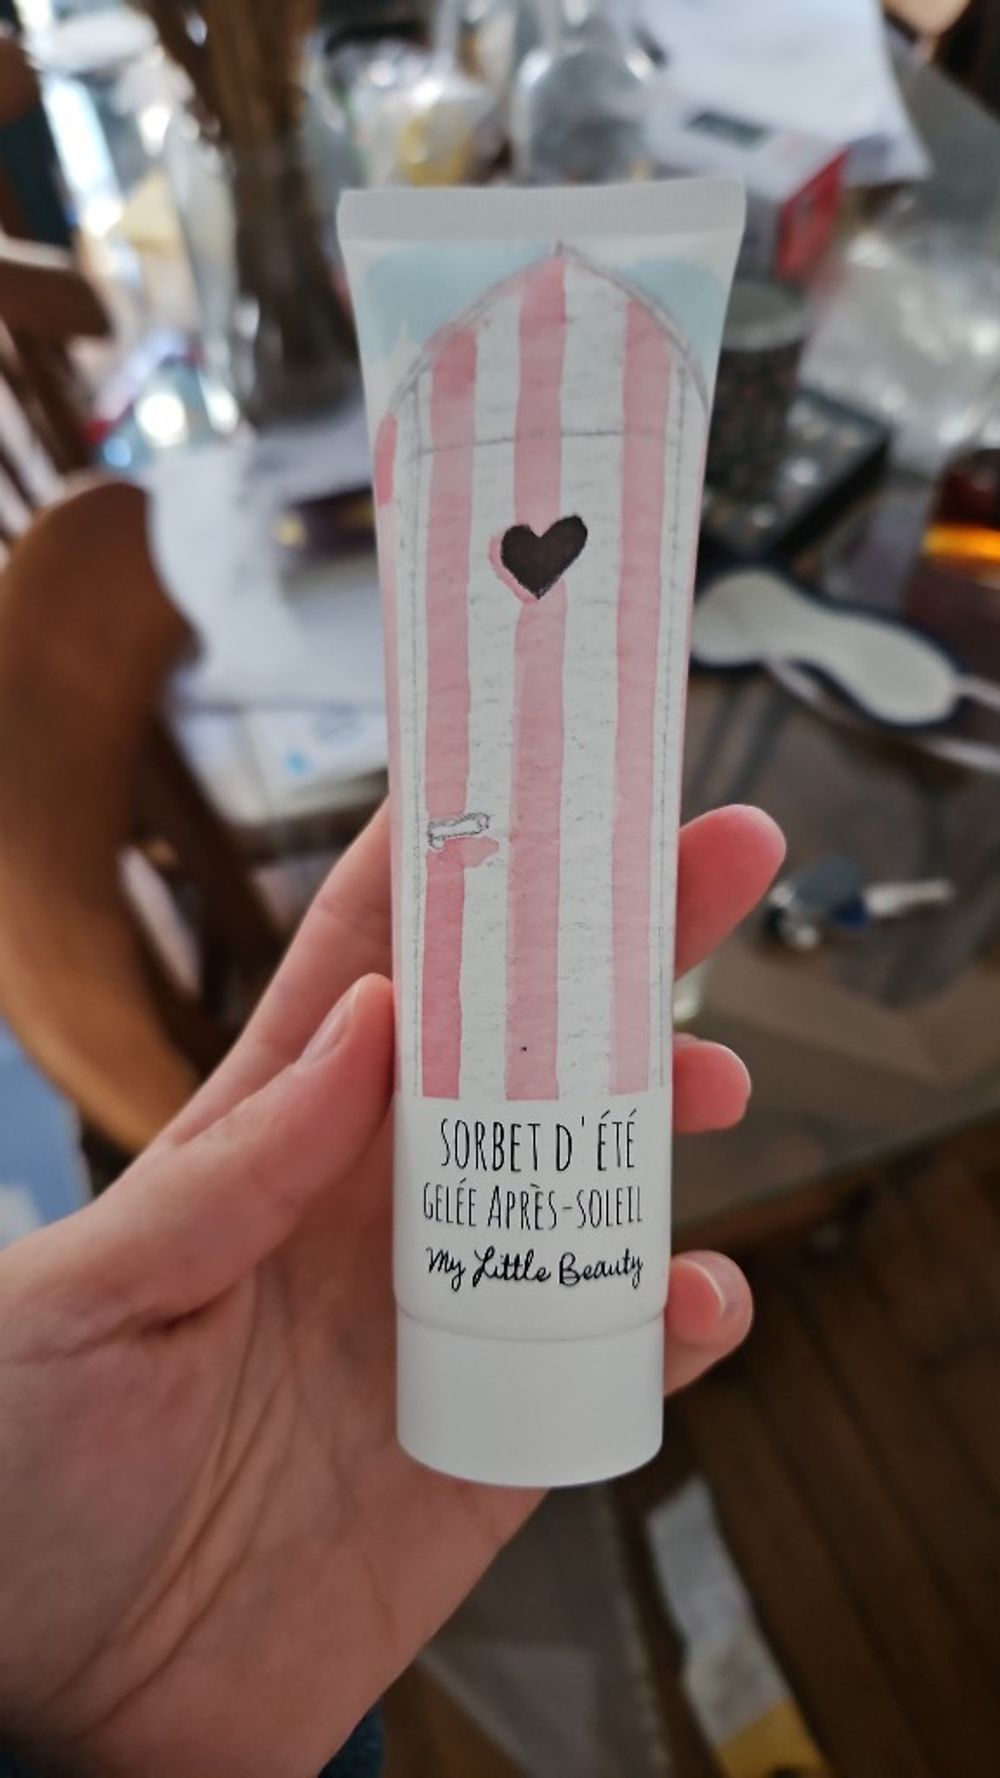 SORBET D'ÉTÉ
GELÉE APRÈS-SOLEIL
My Little Beauty